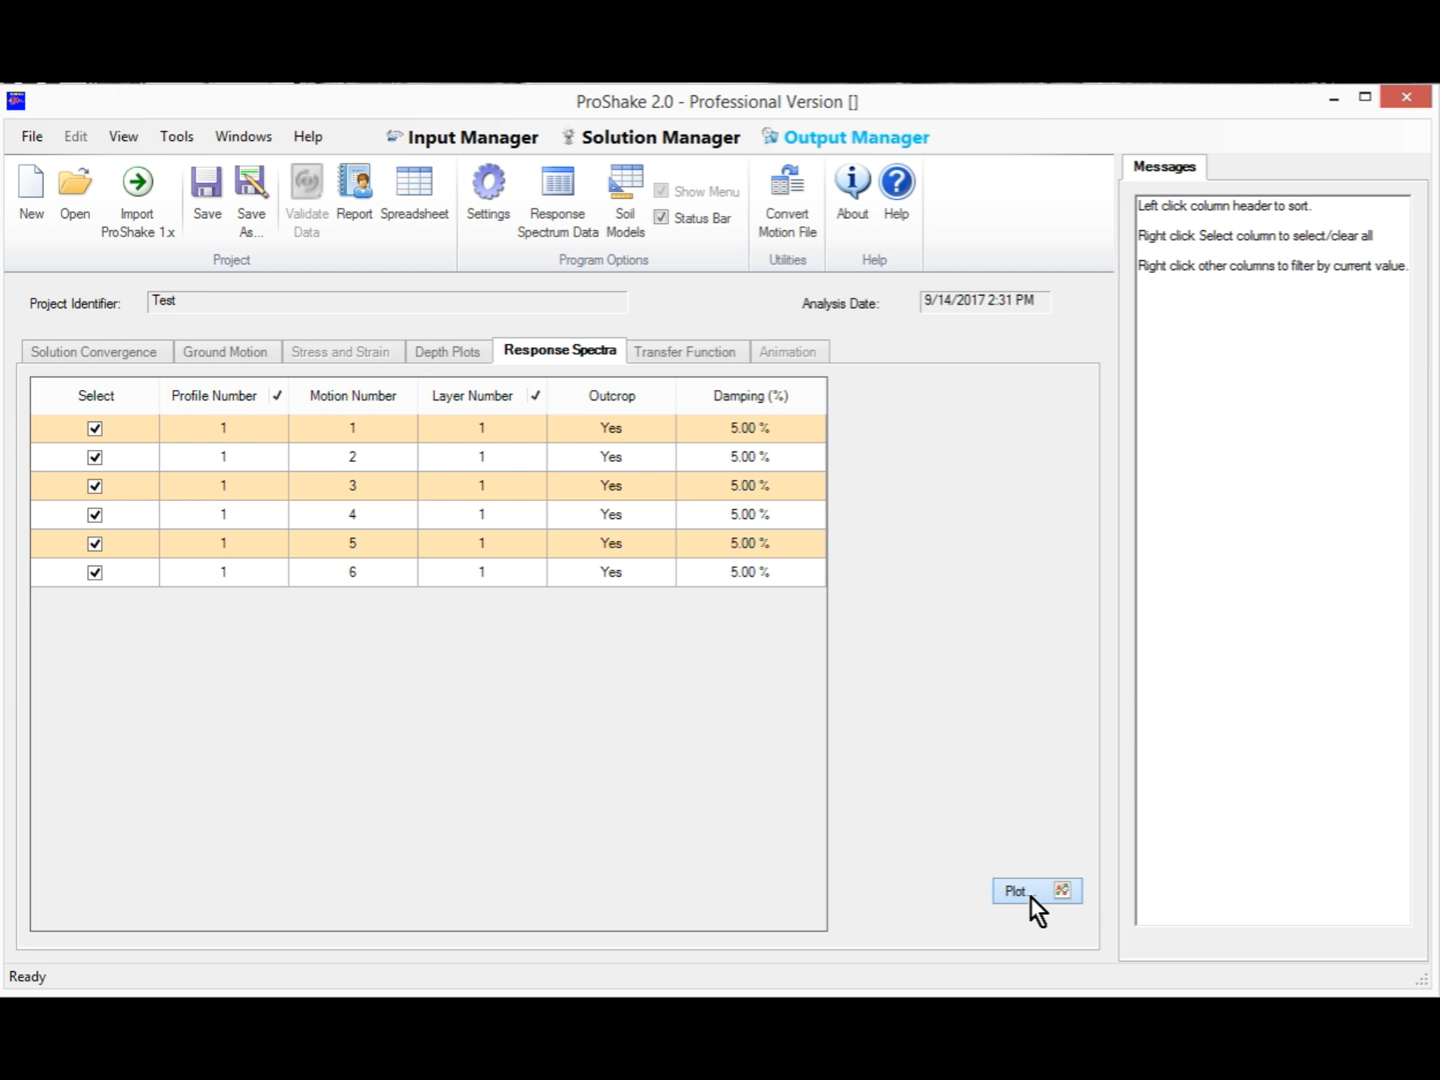 ProShake 2.0 - Professional Version []
File Edit View Tools Windows Help Input Manager Solution Manager Output Manager
New Open Import ProShake 1.x Save Save As... Validate Data Report Spreadsheet Settings Response Spectrum Data Soil Models Show Menu Status Bar Convert Motion File About Help
Project Program Options Utilities Help
Project Identifier: Test Analysis Date: 9/14/2017 2:31 PM
Solution Convergence Ground Motion Stress and Strain Depth Plots Response Spectra Transfer Function Animation
Select Profile Number Motion Number Layer Number Outcrop Damping (%)
1 1 1 Yes 5.00 %
1 2 1 Yes 5.00 %
1 3 1 Yes 5.00 %
1 4 1 Yes 5.00 %
1 5 1 Yes 5.00 %
1 6 1 Yes 5.00 %
Plot...
Messages
Left click column header to sort.
Right click Select column to select/clear all
Right click other columns to filter by current value.
Ready